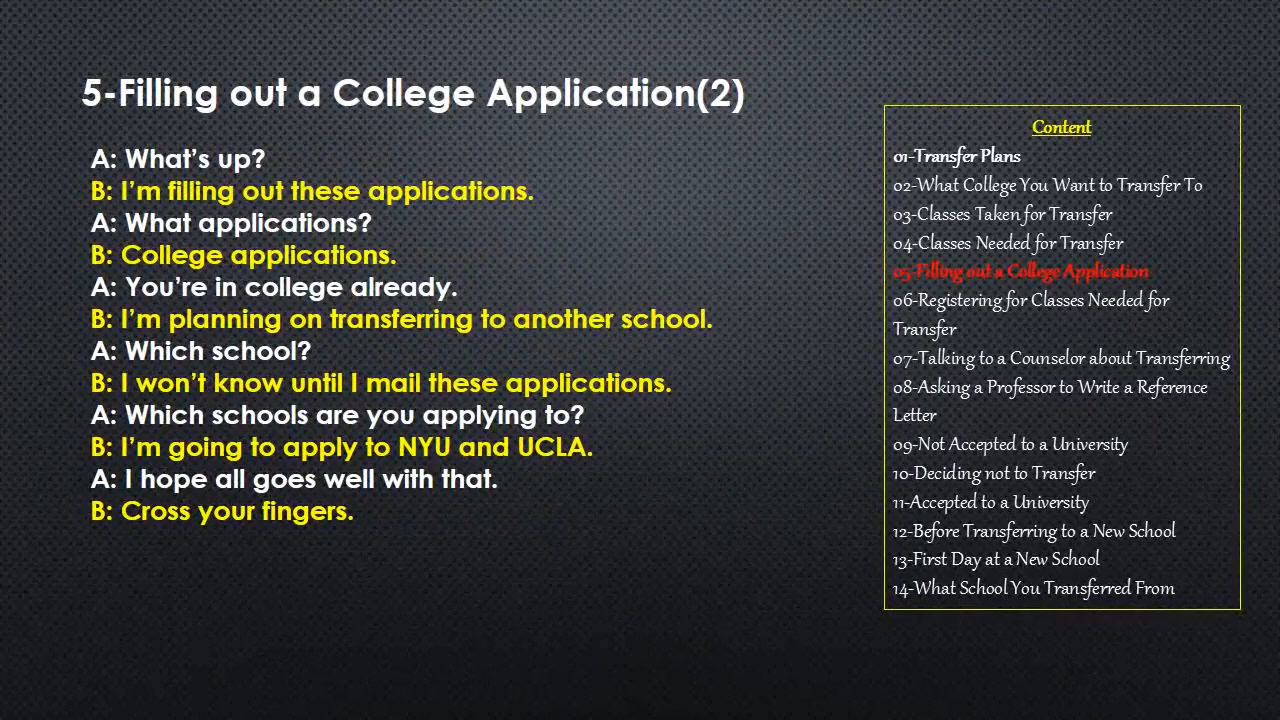 5-Filling out a College Application(2)
A: What’s up?
B: I’m filling out these applications.
A: What applications?
B: College applications.
A: You’re in college already.
B: I’m planning on transferring to another school.
A: Which school?
B: I won’t know until I mail these applications.
A: Which schools are you applying to?
B: I’m going to apply to NYU and UCLA.
A: I hope all goes well with that.
B: Cross your fingers.
Content
01-Transfer Plans
02-What College You Want to Transfer To
03-Classes Taken for Transfer
04-Classes Needed for Transfer
05-Filling out a College Application
06-Registering for Classes Needed for
Transfer
07-Talking to a Counselor about Transferring
08-Asking a Professor to Write a Reference
Letter
09-Not Accepted to a University
10-Deciding not to Transfer
11-Accepted to a University
12-Before Transferring to a New School
13-First Day at a New School
14-What School You Transferred From